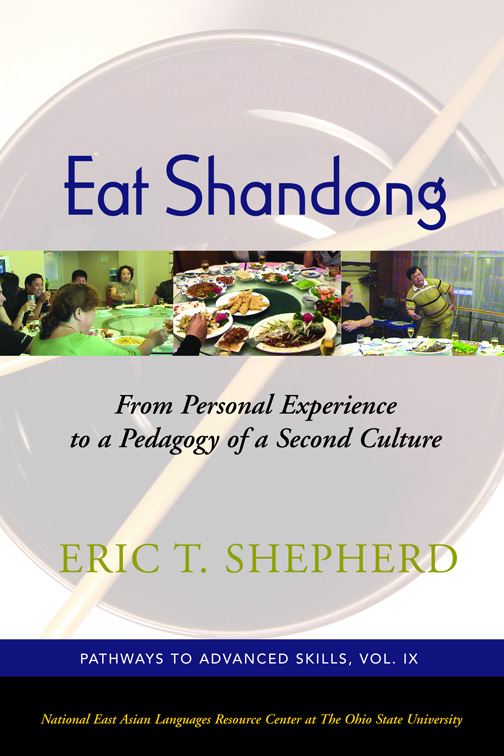 Eat Shandong
From Personal Experience
to a Pedagogy of a Second Culture
ERIC T. SHEPHERD
PATHWAYS TO ADVANCED SKILLS, VOL. IX
National East Asian Languages Resource Center at The Ohio State University